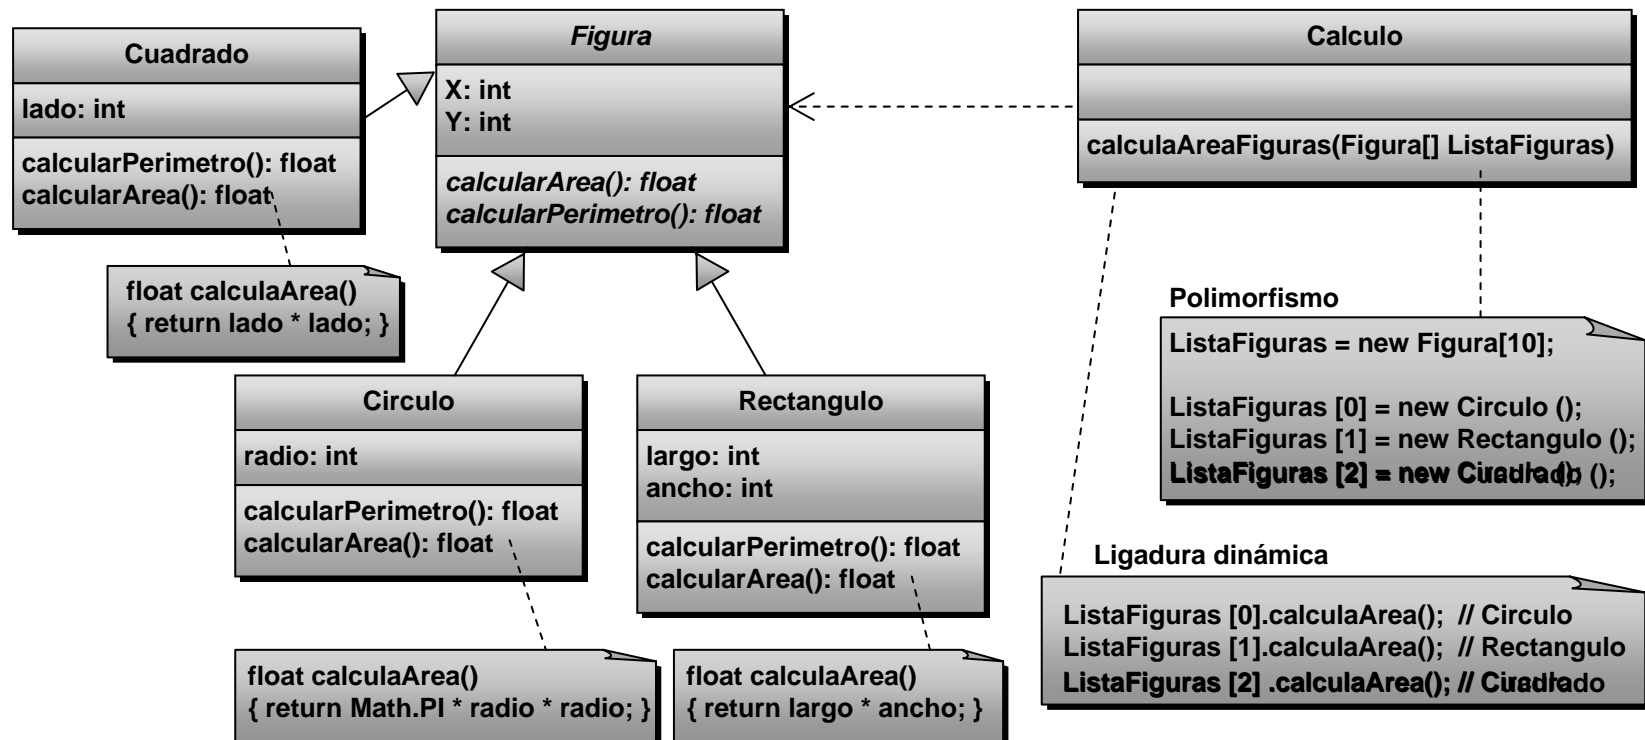 Cuadrado
lado: int
calcularPerimetro(): float
calcularArea(): float
float calculaArea()
{ return lado * lado; }
Figura
X: int
Y: int
calcularArea(): float
calcularPerimetro(): float
Calculo
calculaAreaFiguras(Figura[] ListaFiguras)
Circulo
radio: int
calcularPerimetro(): float
calcularArea(): float
float calculaArea()
{ return Math.PI * radio * radio; }
Rectangulo
largo: int
ancho: int
calcularPerimetro(): float
calcularArea(): float
float calculaArea()
{ return largo * ancho; }
Polimorfismo
ListaFiguras = new Figura[10];
ListaFiguras [0] = new Circulo ();
ListaFiguras [1] = new Rectangulo ();
ListaFiguras [2] = new
Ligadura dinámica
ListaFiguras [0].calculaArea(); // Circulo
ListaFiguras [1].calculaArea(); // Rectangulo
ListaFiguras [2] .calculaArea(); //